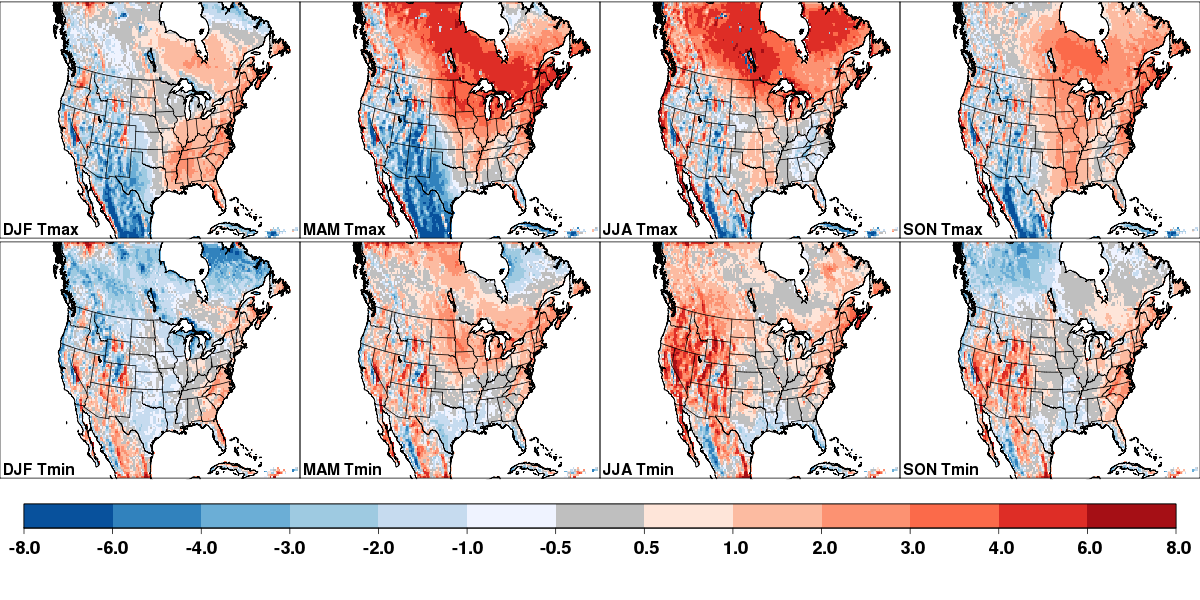 DJF Tmax MAM Tmax JJA Tmax SON Tmax
DJF Tmin MAM Tmin JJA Tmin SON Tmin
-8.0 -6.0 -4.0 -3.0 -2.0 -1.0 -0.5 0.5 1.0 2.0 3.0 4.0 6.0 8.0